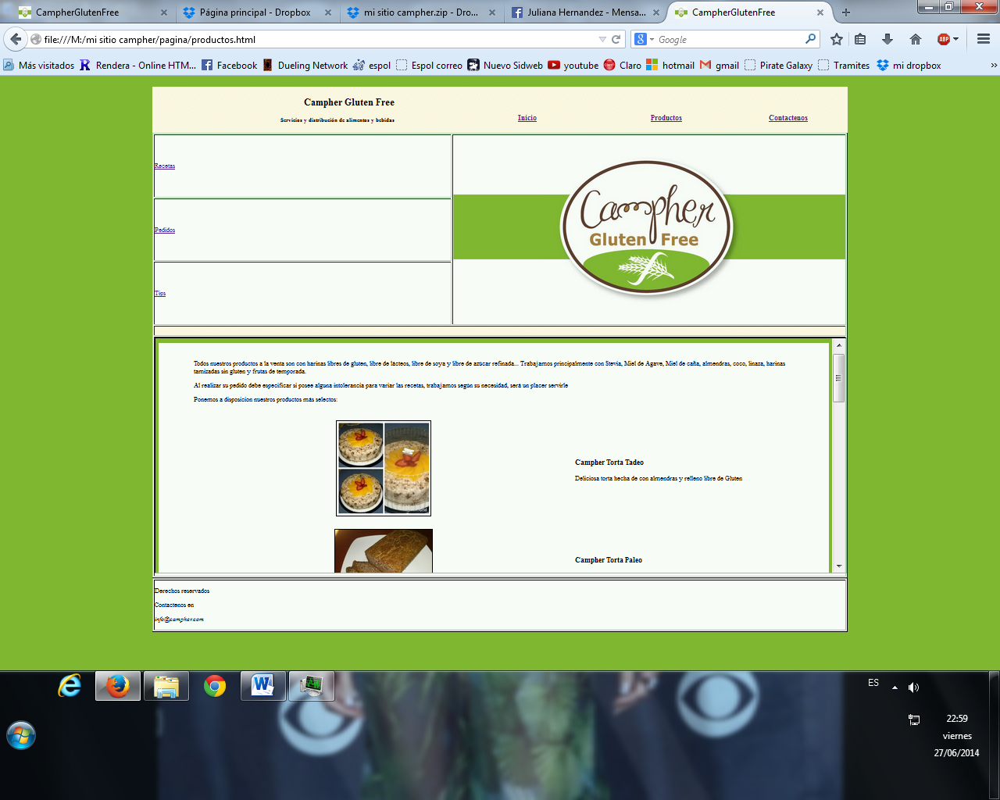 CampherGlutenFree
Página principal - Dropbox
mi sitio campher.zip - Dro...
Juliana Hernandez - Mensa...
CampherGlutenFree
file:///M:/mi sitio campher/pagina/productos.html
Google
ABP
Más visitados
Rendera - Online HTM...
Facebook
Dueling Network
espol
Espol correo
Nuevo Sidweb
youtube
Claro
hotmail
gmail
Pirate Galaxy
Tramites
mi dropbox
Campher Gluten Free
Servicios y distribución de alimentos y bebidas
Inicio
Productos
Contactenos
Recetas
Pedidos
Tips
Campher
Gluten Free
Todos nuestros productos a la venta son con harinas libres de gluten, libre de lácteos, libre de soya y libre de azúcar refinada... Trabajamos principalmente con Stevia, Miel de Agave, Miel de caña, almendras, coco, linaza, harinas
tamizadas sin gluten y frutas de temporada.
Al realizar su pedido debe especificar si posee alguna intolerancia para variar las recetas, trabajamos según su necesidad, será un placer servirle
Ponemos a disposicion nuestros productos más selectos:
Campher Torta Tadeo
Deliciosa torta hecha de con almendras y relleno libre de Gluten
Campher Torta Paleo
Derechos reservados
Contactenos en
info@campher.com
ES
22:59
viernes
27/06/2014